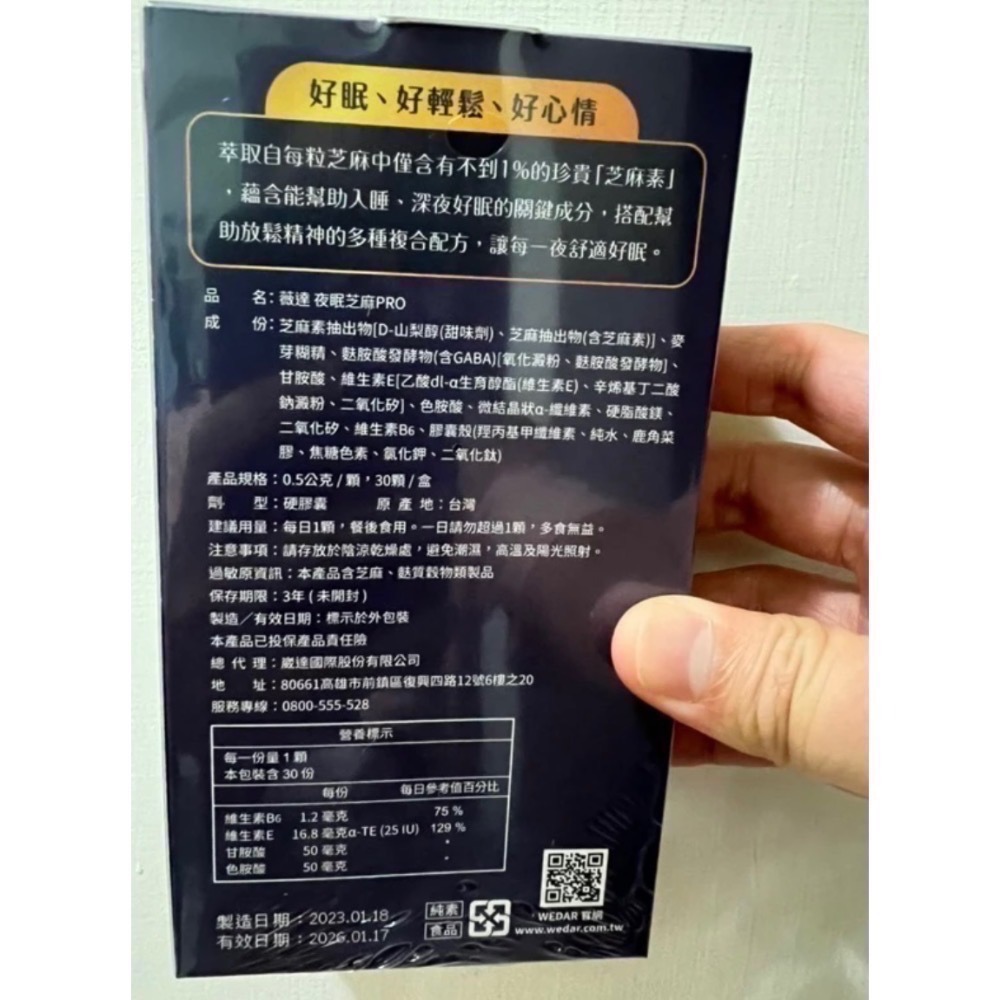 好眠、好輕鬆、好心情
萃取自每粒芝麻中僅含有不到1%的珍貴「芝麻素」
，蘊含能幫助入睡、深夜好眠的關鍵成分，搭配幫
助放鬆精神的多種複合配方，讓每一夜舒適好眠。
品　　名：薇達 夜眠芝麻PRO
成　　份：芝麻素抽出物[D-山梨醇(甜味劑)、芝麻抽出物(含芝麻素)]、麥
芽糊精、麩胺酸發酵物(含GABA)[氧化澱粉、麩胺酸發酵物]、
甘胺酸、維生素E[乙酸dl-α生育醇酯(維生素E)、辛烯基丁二酸
鈉澱粉、二氧化矽]、色胺酸、微結晶狀α-纖維素、硬脂酸鎂、
二氧化矽、維生素B6、膠囊殼(羥丙基甲纖維素、純水、鹿角菜
膠、焦糖色素、氯化鉀、二氧化鈦)
產品規格：0.5公克/顆，30顆/盒
劑　　型：硬膠囊　　原 產 地：台灣
建議用量：每日1顆，餐後食用。一日請勿超過1顆，多食無益。
注意事項：請存放於陰涼乾燥處，避免潮濕，高溫及陽光照射。
過敏原資訊：本產品含芝麻、麩質穀物類製品
保存期限：3年(未開封)
製造／有效日期：標示於外包裝
本產品已投保產品責任險
總 代 理：崴達國際股份有限公司
地　　址：80661高雄市前鎮區復興四路12號6樓之20
服務專線：0800-555-528
營養標示
每一份量1顆
本包裝含30份
每份　每日參考值百分比
維生素B6　1.2 毫克　75 %
維生素E　16.8 毫克α-TE (25 IU)　129 %
甘胺酸　50 毫克　*
色胺酸　50 毫克　*
製造日期：2023.01.18
有效日期：2026.01.17
純素
食品
WEDAR 官網
www.wedar.com.tw